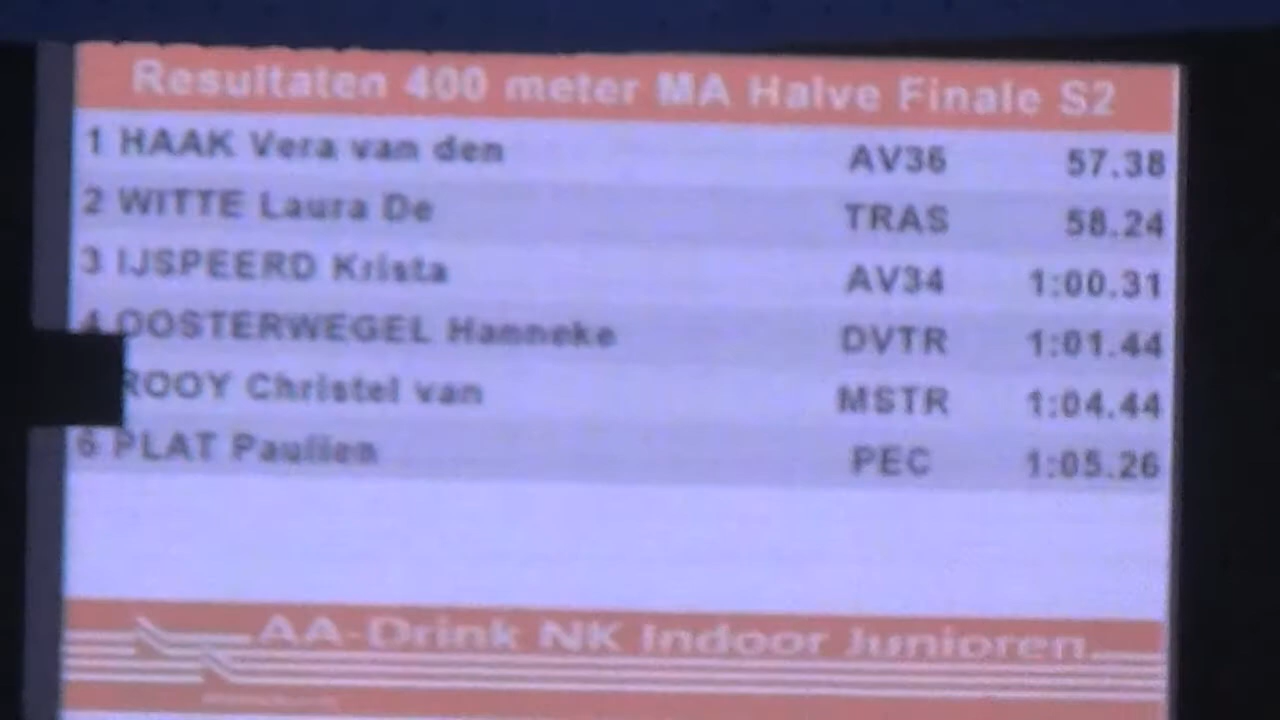 Resultaten 400 meter MA Halve Finale S2
1 HAAK Vera van den AV36 57.38
2 WITTE Laura De TRAS 58.24
3 IJSPEERD Krista AV34 1:00.31
4 OOSTERWEGEL Hanneke DVTR 1:01.44
ROOY Christel van MSTR 1:04.44
6 PLAT Paulien PEC 1:05.26
AA-Drink NK Indoor Junioren